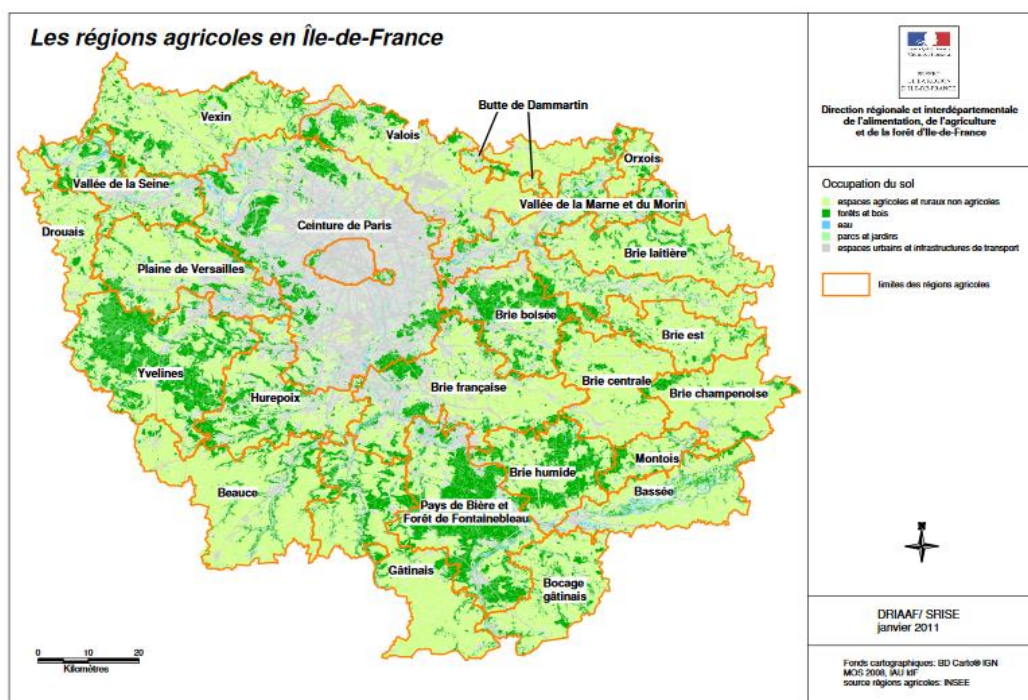 Les régions agricoles en Île-de-France
Vexin
Valois
Butte de Dammartin
Orxois
Vallée de la Seine
Vallée de la Marne et du Morin
Drouais
Ceinture de Paris
Brie laitière
Plaine de Versailles
Brie boisée
Brie est
Yvelines
Hurepoix
Brie française
Brie centrale
Brie champenoise
Montois
Brie humide
Bassée
Beauce
Pays de Bière et
Forêt de Fontainebleau
Gâtinais
Bocage
gâtinais
0 10 20
Kilomètres
Direction régionale et interdépartementale
de l'alimentation, de l'agriculture
et de la forêt d'Ile-de-France
Occupation du sol
espaces agricoles et ruraux non agricoles
forêts et bois
eau
parcs et jardins
espaces urbains et infrastructures de transport
limites des régions agricoles
N
DRIAAF/ SRISE
janvier 2011
Fonds cartographiques: BD Carto® IGN
MOS 2008, IAU IdF
source régions agricoles: INSEE